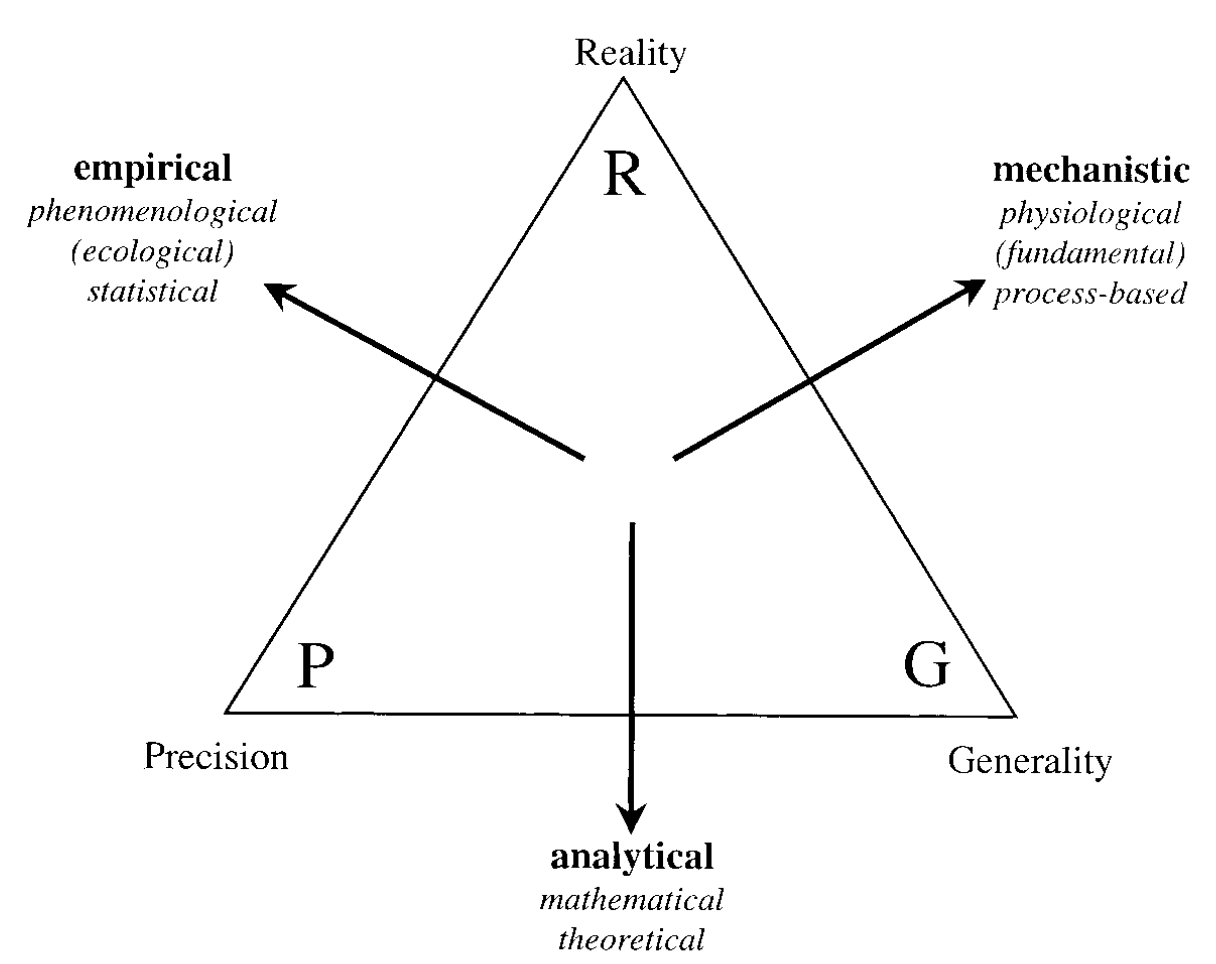 Reality
R
empirical
phenomenological
(ecological)
statistical
mechanistic
physiological
(fundamental)
process-based
P
G
Precision
Generality
analytical
mathematical
theoretical